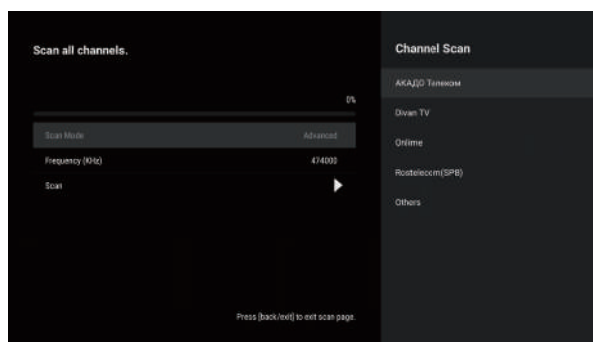 Scan all channels.
0%
Scan Mode Advanced
Frequency (KHz) 474000
Scan
Press [back/exit] to exit scan page.
Channel Scan
АКАДО Телеком
Divan TV
Onlime
Rostelecom(SPB)
Others